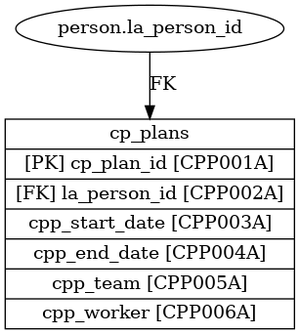 person.la_person_id
FK
cp_plans
[PK] cp_plan_id [CPP001A]
[FK] la_person_id [CPP002A]
cpp_start_date [CPP003A]
cpp_end_date [CPP004A]
cpp_team [CPP005A]
cpp_worker [CPP006A]